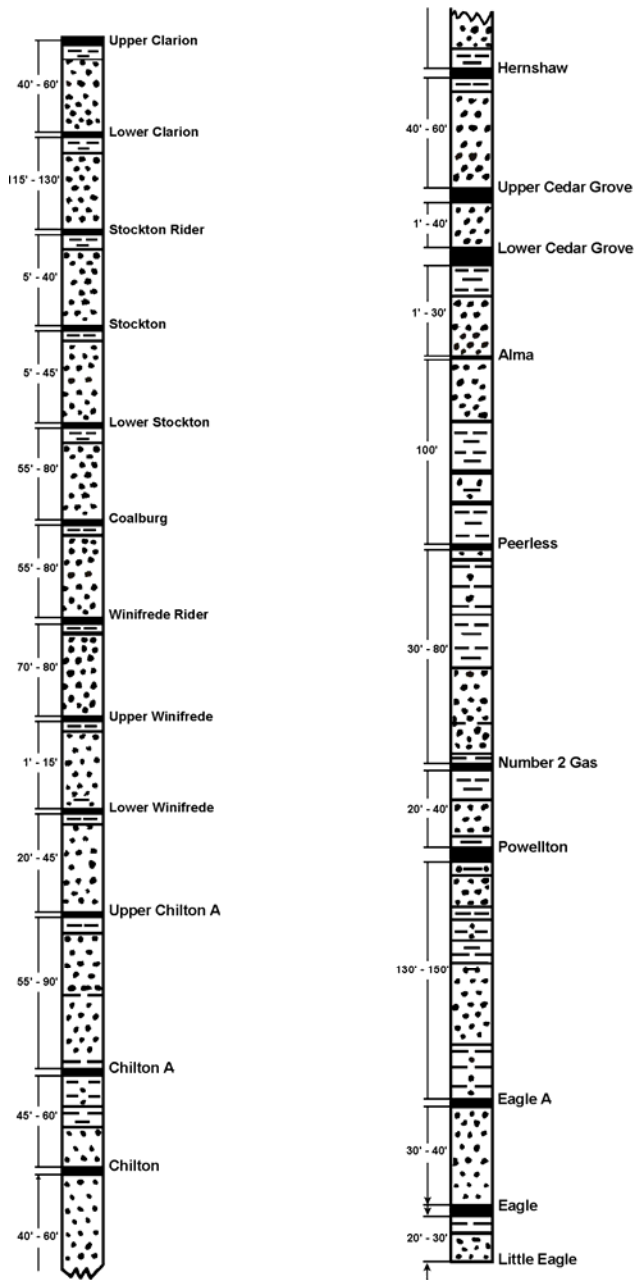 Upper Clarion
40' - 60'
Lower Clarion
115' - 130'
Stockton Rider
5' - 40'
Stockton
5' - 45'
Lower Stockton
55' - 80'
Coalburg
55' - 80'
Winifrede Rider
70' - 80'
Upper Winifrede
1' - 15'
Lower Winifrede
20' - 45'
Upper Chilton A
55' - 90'
Chilton A
45' - 60'
Chilton
40' - 60'
Hernshaw
40' - 60'
Upper Cedar Grove
1' - 40'
Lower Cedar Grove
1' - 30'
Alma
100'
Peerless
30' - 80'
Number 2 Gas
20' - 40'
Powellton
130' - 150'
Eagle A
30' - 40'
Eagle
20' - 30'
Little Eagle